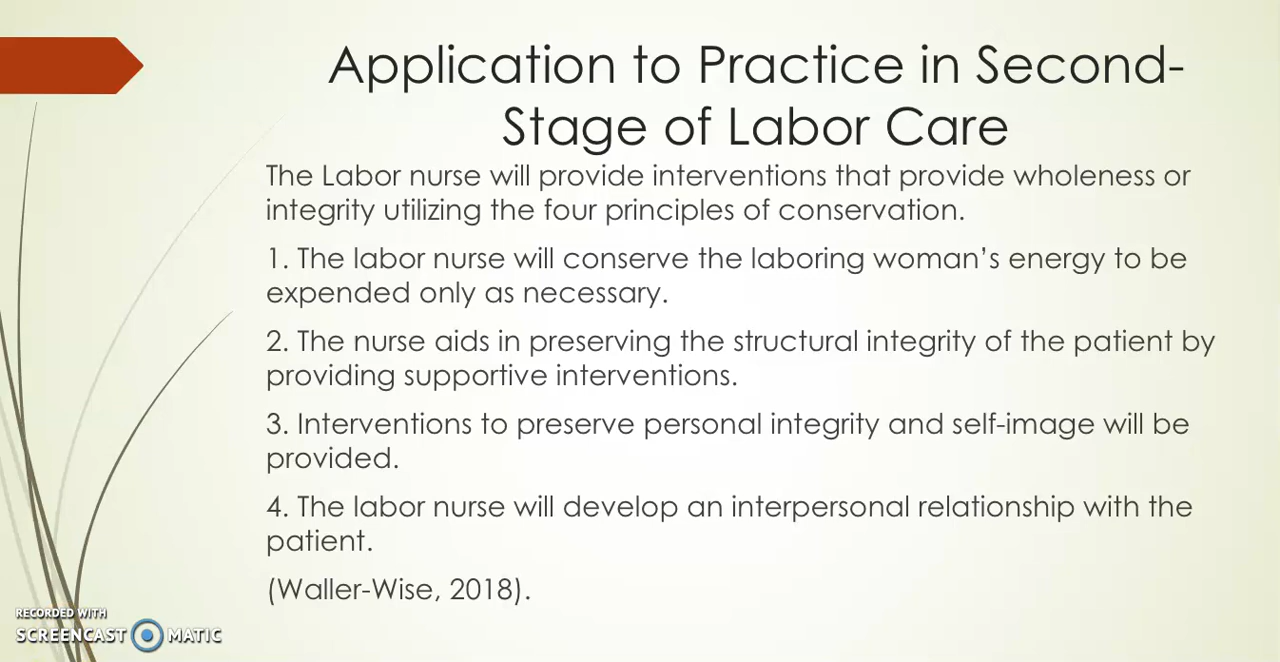 Application to Practice in Second-
Stage of Labor Care
The Labor nurse will provide interventions that provide wholeness or
integrity utilizing the four principles of conservation.
1. The labor nurse will conserve the laboring woman’s energy to be
expended only as necessary.
2. The nurse aids in preserving the structural integrity of the patient by
providing supportive interventions.
3. Interventions to preserve personal integrity and self-image will be
provided.
4. The labor nurse will develop an interpersonal relationship with the
patient.
(Waller-Wise, 2018).
RECORDED WITH
SCREENCAST MATIC